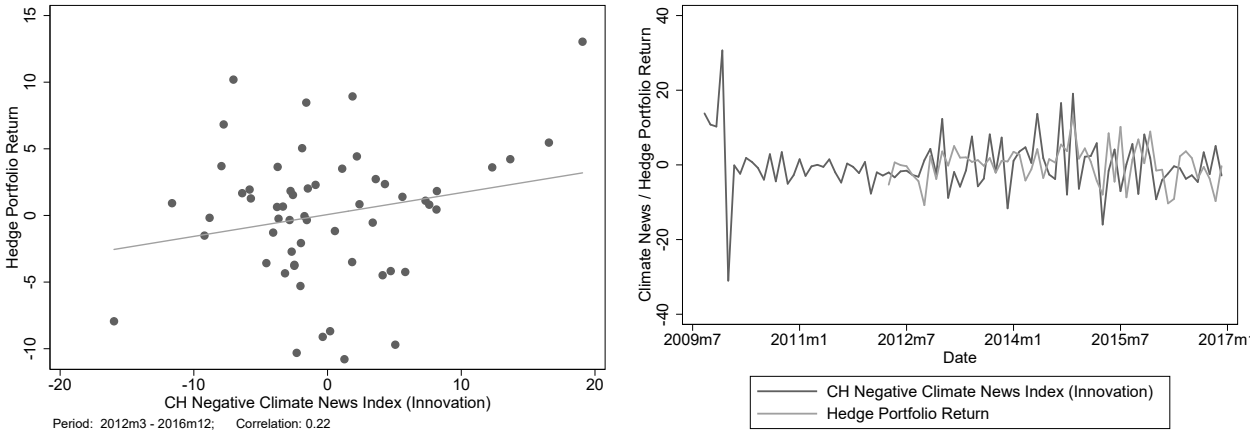 Hedge Portfolio Return
15
10
5
0
-5
-10
-20
-10
0
10
20
CH Negative Climate News Index (Innovation)
Period: 2012m3 - 2016m12; Correlation: 0.22
Climate News / Hedge Portfolio Return
40
20
0
-20
-40
2009m7
2011m1
2012m7
2014m1
2015m7
2017m1
Date
CH Negative Climate News Index (Innovation)
Hedge Portfolio Return